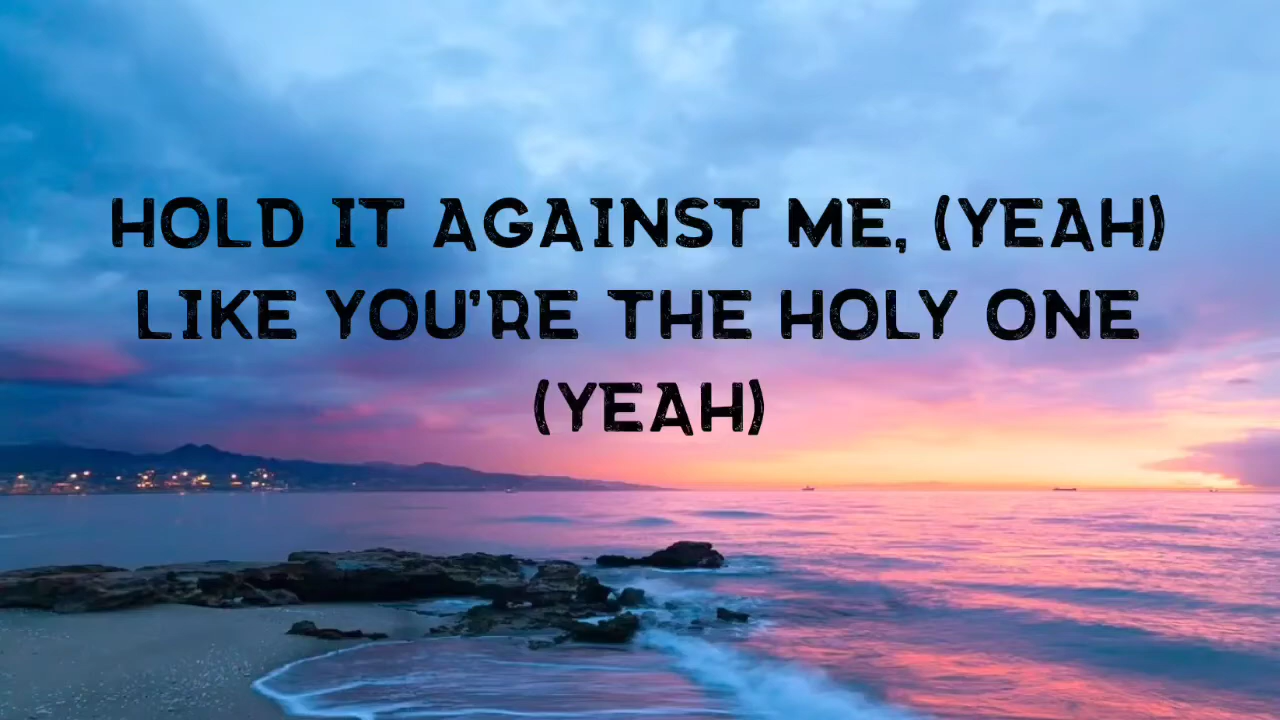 HOLD IT AGAINST ME, (YEAH)
LIKE YOU'RE THE HOLY ONE
(YEAH)